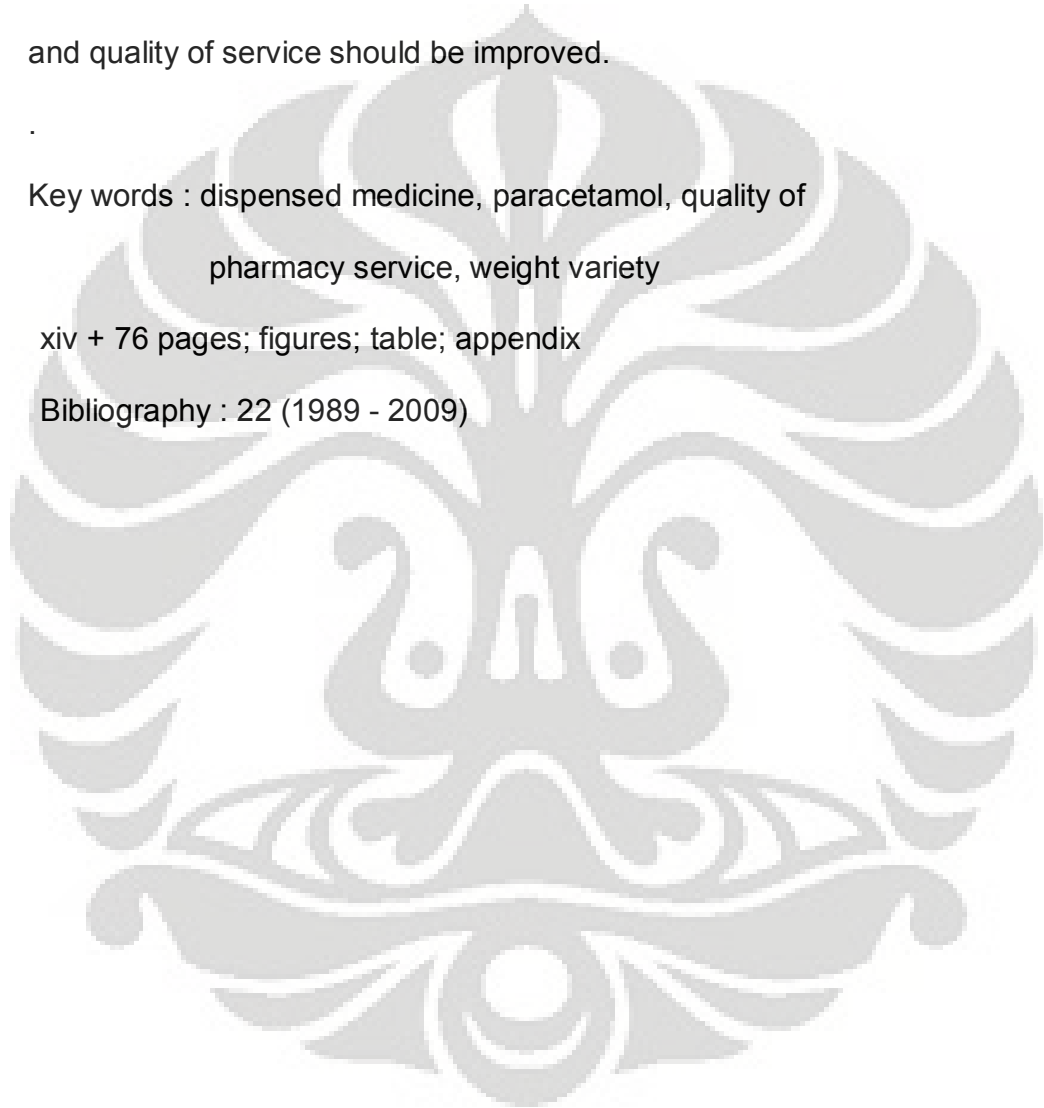 and quality of service should be improved.
.
Key words : dispensed medicine, paracetamol, quality of
pharmacy service, weight variety
xiv + 76 pages; figures; table; appendix
Bibliography : 22 (1989 - 2009)